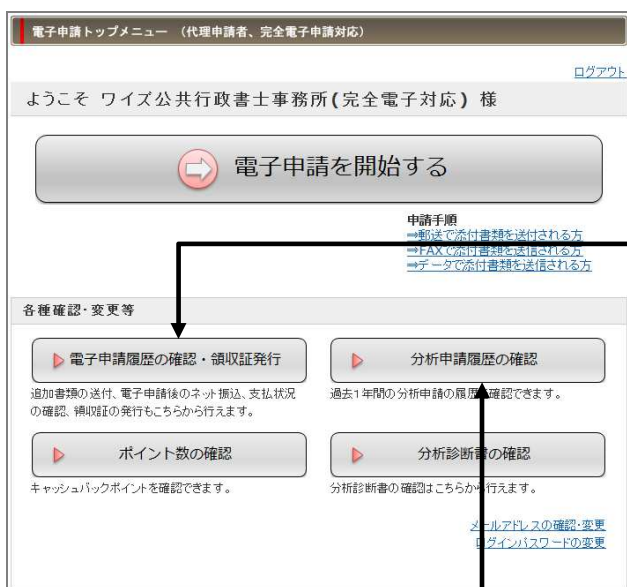 電子申請トップメニュー （代理申請者、完全電子申請対応）
ログアウト
ようこそ ワイズ公共行政書士事務所(完全電子対応) 様
電子申請を開始する
申請手順
⇒郵送で添付書類を送付される方
⇒FAXで添付書類を送信される方
⇒データで添付書類を送信される方
各種確認・変更等
電子申請履歴の確認・領収証発行
分析申請履歴の確認
追加書類の送付、電子申請後のネット振込、支払状況
の確認、領収証の発行もこちらから行えます。
過去1年間の分析申請の履歴が確認できます。
ポイント数の確認
分析診断書の確認
キャッシュバックポイントを確認できます。
分析診断書の確認はこちらから行えます。
メールアドレスの確認・変更
ログインパスワードの変更